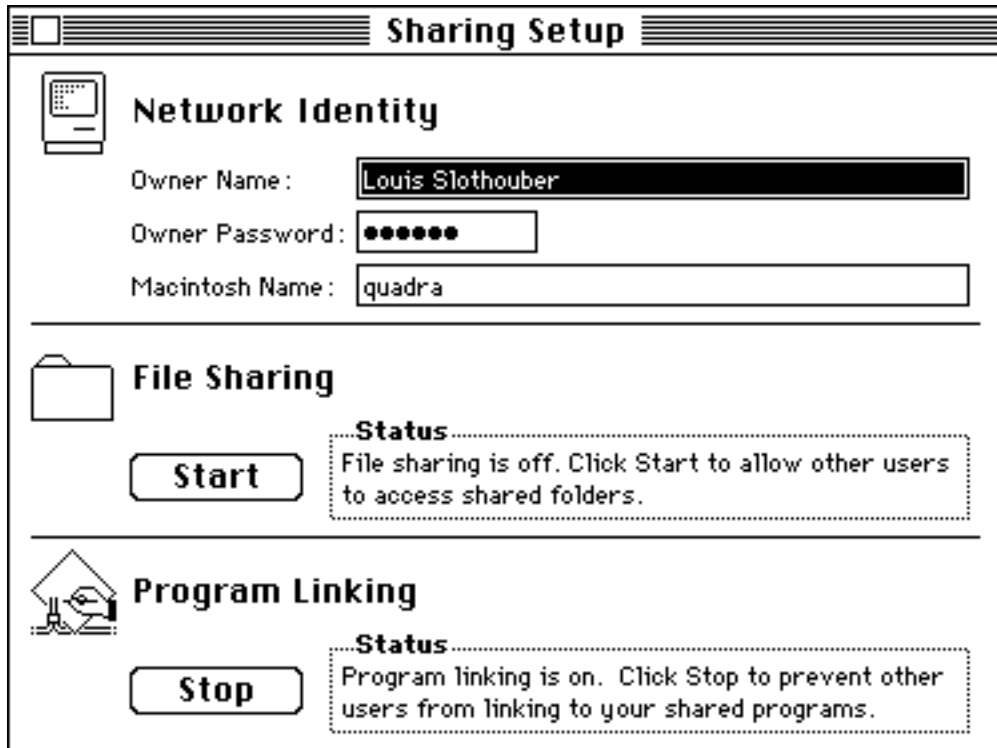 Sharing Setup
Network Identity
Owner Name:
Louis Slothouber
Owner Password:
●●●●●●
Macintosh Name:
quadra
File Sharing
Start
Status
File sharing is off. Click Start to allow other users
to access shared folders.
Program Linking
Stop
Status
Program linking is on.  Click Stop to prevent other
users from linking to your shared programs.